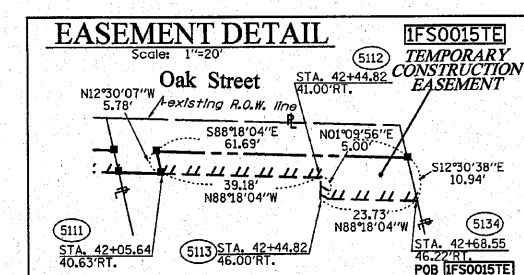 EASEMENT DETAIL
Scale: 1"=20'
1FS0015TE
TEMPORARY
CONSTRUCTION
EASEMENT
5112
STA. 42+44.82
41.00'RT.
Oak Street
N12°30'07"W
5.78'
existing R.O.W. line
S88°18'04"E
61.69'
N01°09'56"E
5.00'
S12°30'38"E
10.94'
39.18'
N88°18'04"W
23.73'
N88°18'04"W
5111
STA. 42+05.64
40.63'RT.
5113
STA. 42+44.82
46.00'RT.
5134
STA. 42+68.55
46.22'RT.
POB 1FS0015TE